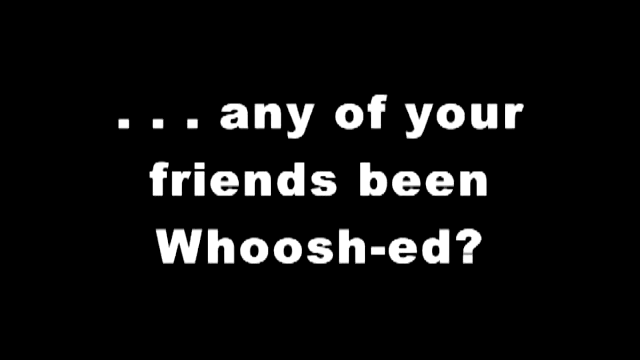 . . . any of your
friends been
Whoosh-ed?